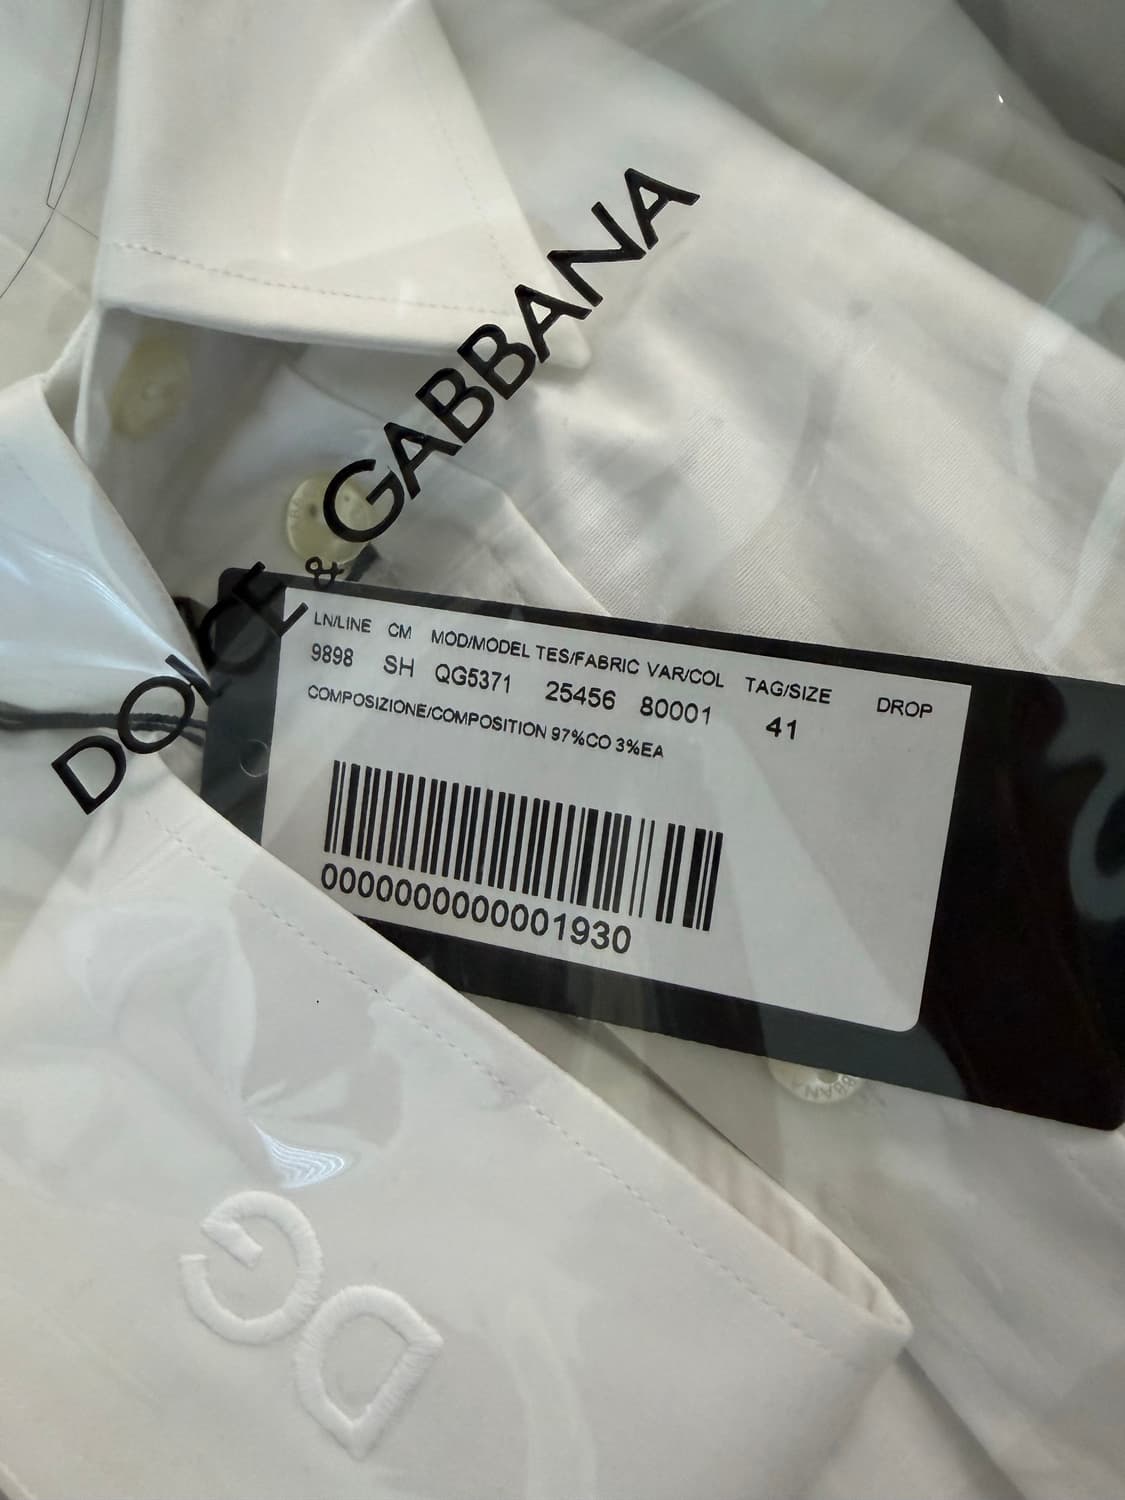 DOLCE & GABBANA
LN/LINE CM MOD/MODEL TES/FABRIC VAR/COL TAG/SIZE DROP
9898 SH QG5371 25456 80001 41
COMPOSIZIONE/COMPOSITION 97%CO 3%EA
0000000000001930
DG